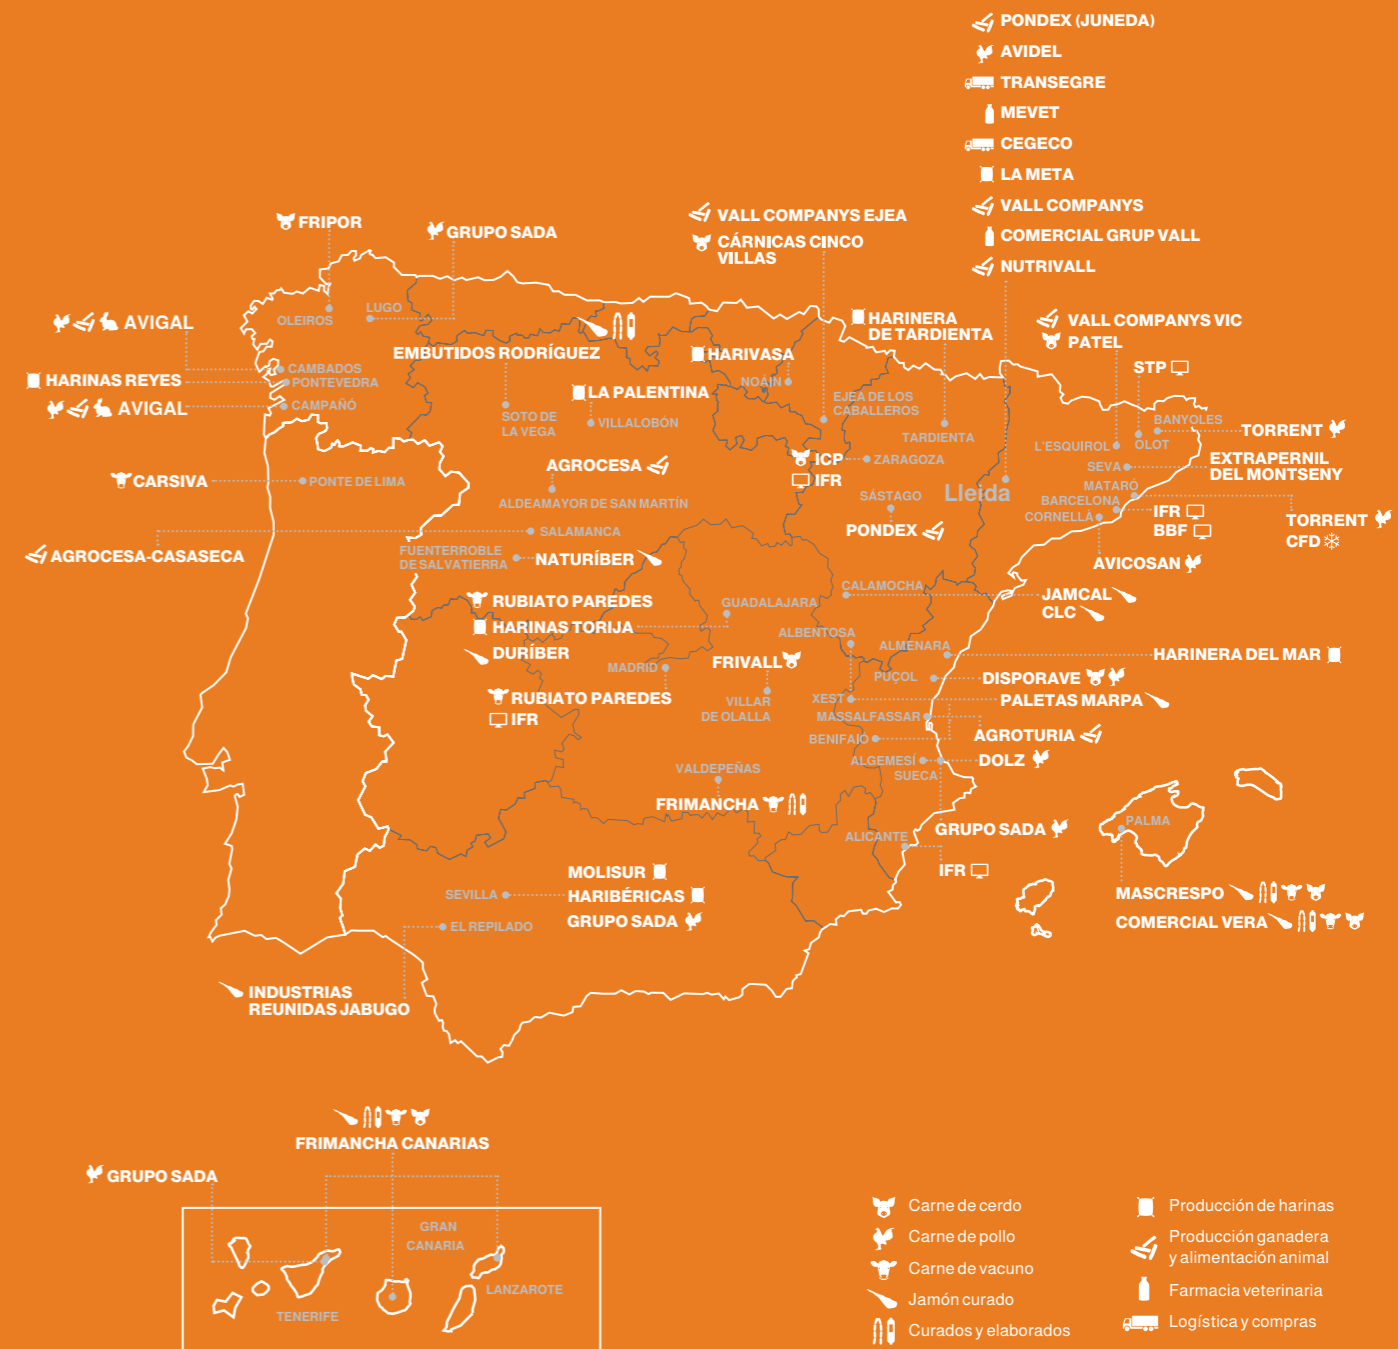 PONDEX (JUNEDA)
AVIDEL
TRANSEGRE
MEVET
CEGECO
LA META
VALL COMPANYS
COMERCIAL GRUP VALL
NUTRIVALL
FRIPOR
GRUPO SADA
VALL COMPANYS EJEA
CÁRNICAS CINCO
VILLAS
OLEIROS
LUGO
AVIGAL
EMBUTIDOS RODRÍGUEZ
HARIVASA
HARINERA
DE TARDIENTA
VALL COMPANYS VIC
PATEL
STP
CAMBADOS
PONTEVEDRA
HARINAS REYES
AVIGAL
CAMPAÑÓ
NOÁIN
LA PALENTINA
SOTO DE
LA VEGA
VILLALOBÓN
EJEA DE LOS
CABALLEROS
TARDIENTA
BANYOLES
TORRENT
L'ESQUIROL
OLOT
AGROCESA
ALDEAMAYOR DE SAN MARTÍN
ICP
IFR
ZARAGOZA
SÁSTAGO
PONDEX
Lleida
SEVA
EXTRAPERNIL
DEL MONTSENY
MATARÓ
BARCELONA
CORNELLÀ
IFR
BBF
TORRENT
CFD
AVICOSAN
CARSIVA
PONTE DE LIMA
AGROCESA-CASASECA
SALAMANCA
FUENTERROBLE
DE SALVATIERRA
NATURÍBER
RUBIATO PAREDES
HARINAS TORIJA
DURÍBER
GUADALAJARA
CALAMOCHA
JAMCAL
CLC
ALBENTOSA
ALMENARA
HARINERA DEL MAR
MADRID
FRIVALL
PUÇOL
DISPORAVE
RUBIATO PAREDES
IFR
VILLAR
DE OLALLA
XEST
PALETAS MARPA
MASSALFASSAR
BENIFAIÓ
AGROTURIA
ALGEMESÍ
SUECA
DOLZ
VALDEPEÑAS
FRIMANCHA
ALICANTE
GRUPO SADA
IFR
PALMA
MASCRESPO
COMERCIAL VERA
MOLISUR
HARIBÉRICAS
GRUPO SADA
SEVILLA
EL REPILADO
INDUSTRIAS
REUNIDAS JABUGO
FRIMANCHA CANARIAS
GRUPO SADA
GRAN
CANARIA
LANZAROTE
TENERIFE
Carne de cerdo
Carne de pollo
Carne de vacuno
Jamón curado
Curados y elaborados
Producción de harinas
Producción ganadera
y alimentación animal
Farmacia veterinaria
Logística y compras